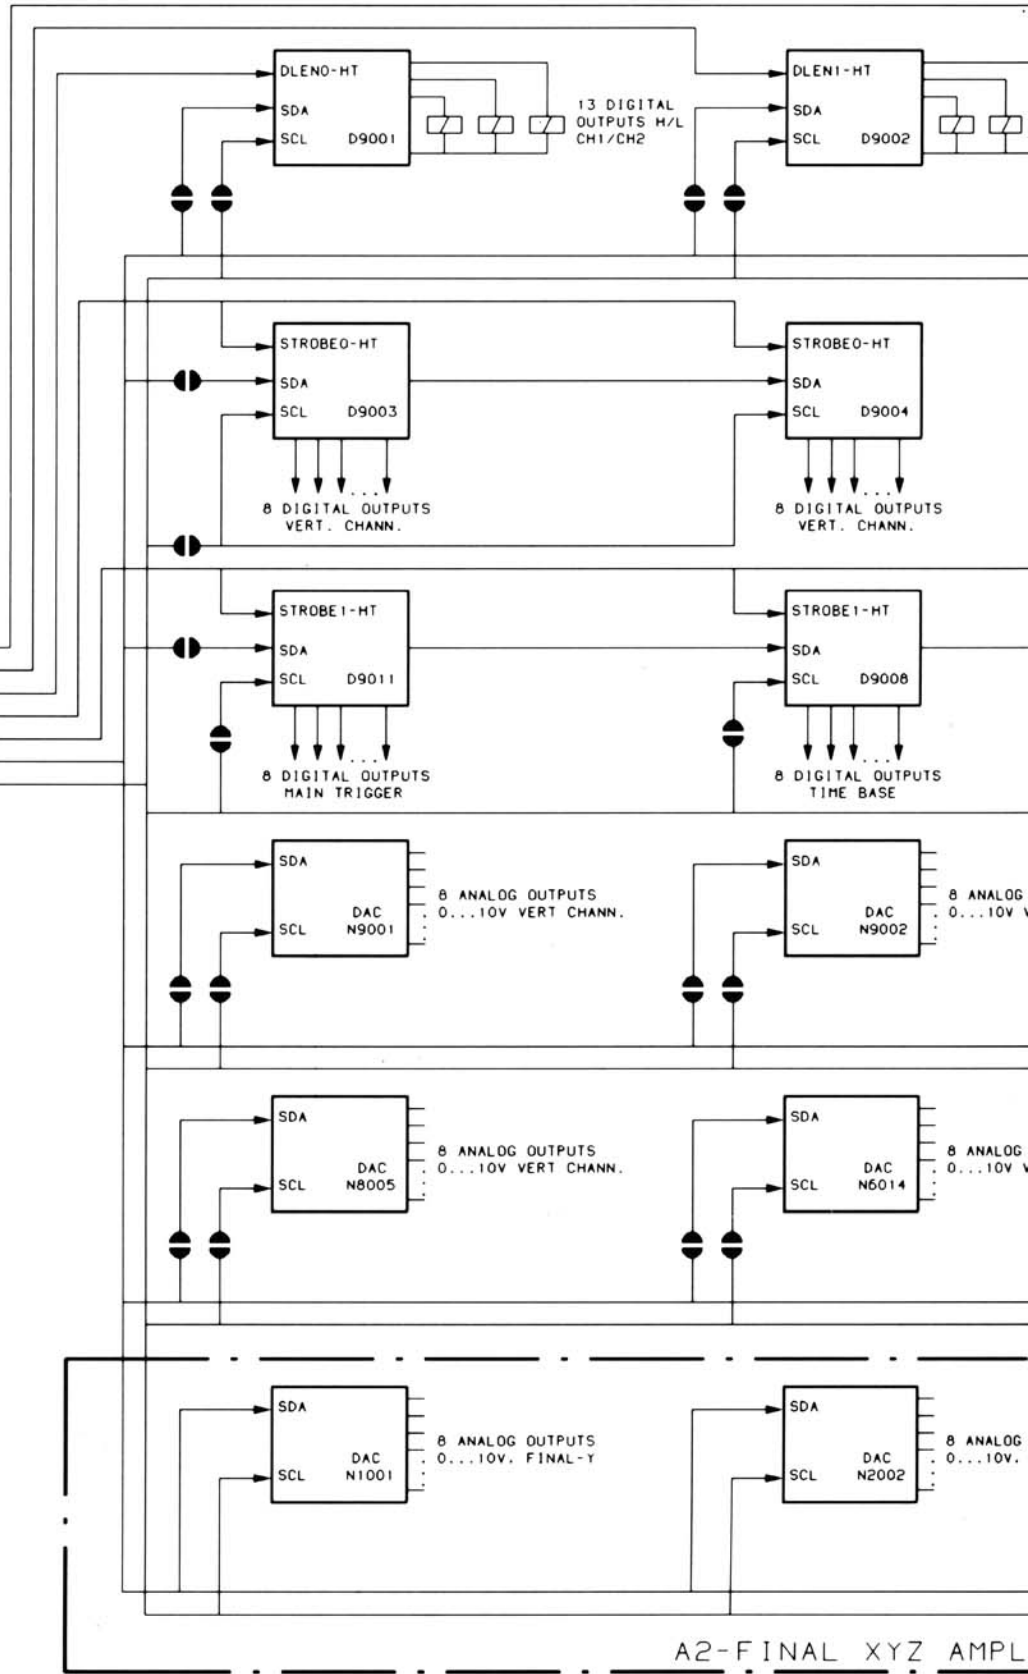 DLEN0-HT
SDA
SCL D9001
13 DIGITAL
OUTPUTS H/L
CH1/CH2
DLEN1-HT
SDA
SCL D9002
STROBE0-HT
SDA
SCL D9003
8 DIGITAL OUTPUTS
VERT. CHANN.
STROBE0-HT
SDA
SCL D9004
8 DIGITAL OUTPUTS
VERT. CHANN.
STROBE1-HT
SDA
SCL D9011
8 DIGITAL OUTPUTS
MAIN TRIGGER
STROBE1-HT
SDA
SCL D9008
8 DIGITAL OUTPUTS
TIME BASE
SDA
DAC
SCL N9001
8 ANALOG OUTPUTS
0...10V VERT CHANN.
SDA
DAC
SCL N9002
8 ANALOG
0...10V
SDA
DAC
SCL N8005
8 ANALOG OUTPUTS
0...10V VERT CHANN.
SDA
DAC
SCL N6014
8 ANALOG
0...10V
SDA
DAC
SCL N1001
8 ANALOG OUTPUTS
0...10V. FINAL-Y
SDA
DAC
SCL N2002
8 ANALOG
0...10V.
A2-FINAL XYZ AMPL